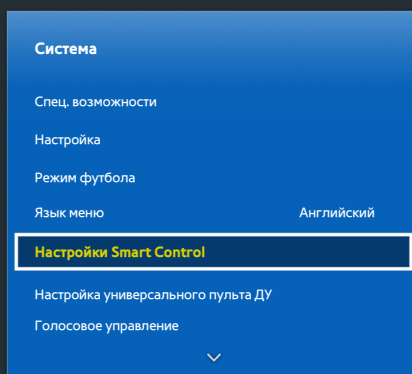 Система
Спец. возможности
Настройка
Режим футбола
Язык меню Английский
Настройки Smart Control
Настройка универсального пульта ДУ
Голосовое управление